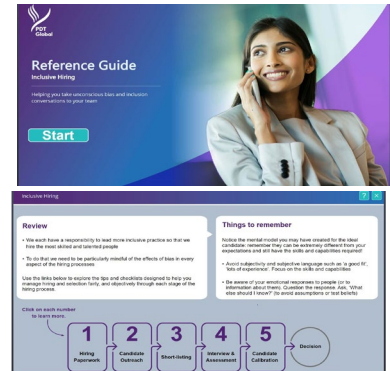 PDT
Global
Reference Guide
Inclusive Hiring
Helping you take unconscious bias and inclusion
conversations to your team
Start
Inclusive Hiring
? ×
Review
• We each have a responsibility to lead more inclusive practice so that we
hire the most skilled and talented people
• To do that we need to be particularly mindful of the effects of bias in every
aspect of the hiring processes
Use the links below to explore the tips and checklists designed to help you
manage hiring and selection fairly, and objectively through each stage of the
hiring process.
Things to remember
Notice the mental model you may have created for the ideal
candidate: remember they can be extremely different from your
expectations and still have the skills and capabilities required!
• Avoid subjectivity and subjective language such as 'a good fit',
'lots of experience'. Focus on the skills and capabilities
• Be aware of your emotional responses to people (or to
information about them). Question the response. Ask, 'What
else should I know?' (to avoid assumptions or test beliefs)
Click on each number
to learn more.
1 2 3 4 5
Hiring
Paperwork
Candidate
Outreach
Short-listing
Interview &
Assessment
Candidate
Calibration
Decision